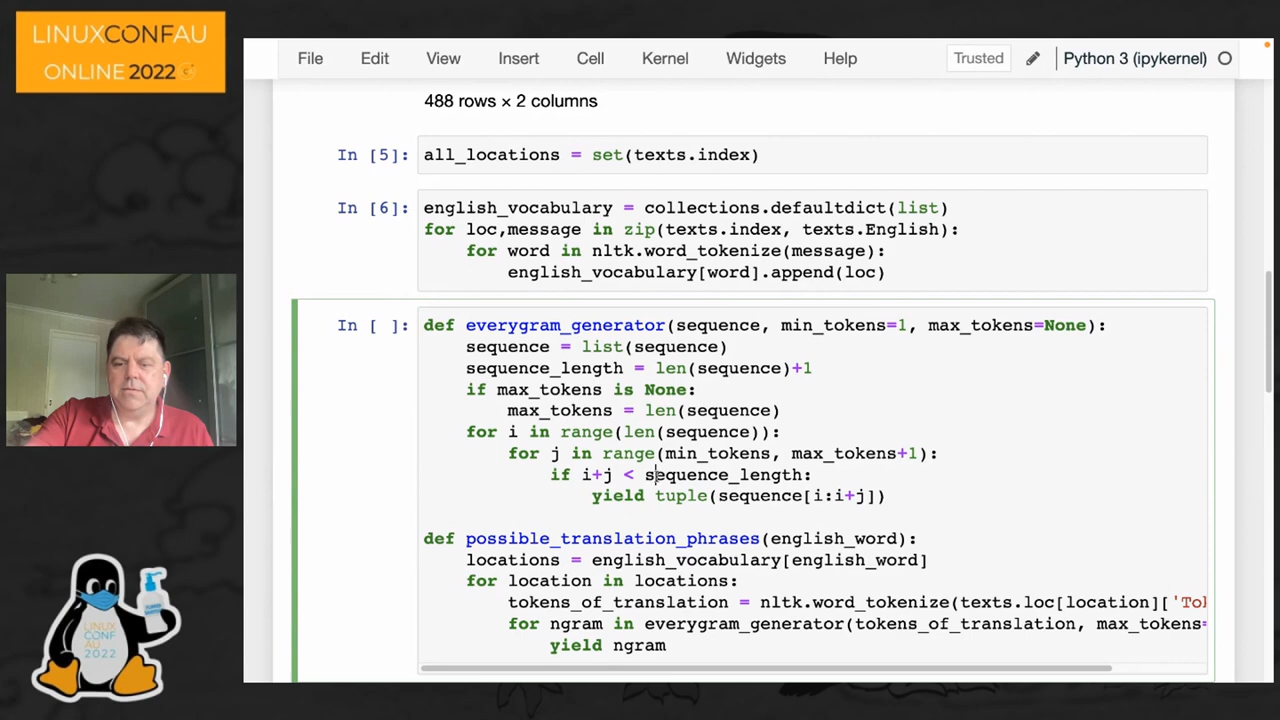 LINUXCONFAU
ONLINE 2022
File Edit View Insert Cell Kernel Widgets Help Trusted Python 3 (ipykernel)
488 rows × 2 columns
In [5]: all_locations = set(texts.index)
In [6]: english_vocabulary = collections.defaultdict(list)
for loc,message in zip(texts.index, texts.English):
    for word in nltk.word_tokenize(message):
        english_vocabulary[word].append(loc)
In [ ]: def everygram_generator(sequence, min_tokens=1, max_tokens=None):
    sequence = list(sequence)
    sequence_length = len(sequence)+1
    if max_tokens is None:
        max_tokens = len(sequence)
    for i in range(len(sequence)):
        for j in range(min_tokens, max_tokens+1):
            if i+j < sequence_length:
                yield tuple(sequence[i:i+j])
def possible_translation_phrases(english_word):
    locations = english_vocabulary[english_word]
    for location in locations:
        tokens_of_translation = nltk.word_tokenize(texts.loc[location]['Tol
        for ngram in everygram_generator(tokens_of_translation, max_tokens=
            yield ngram
LINUX
CONF
AU
2022